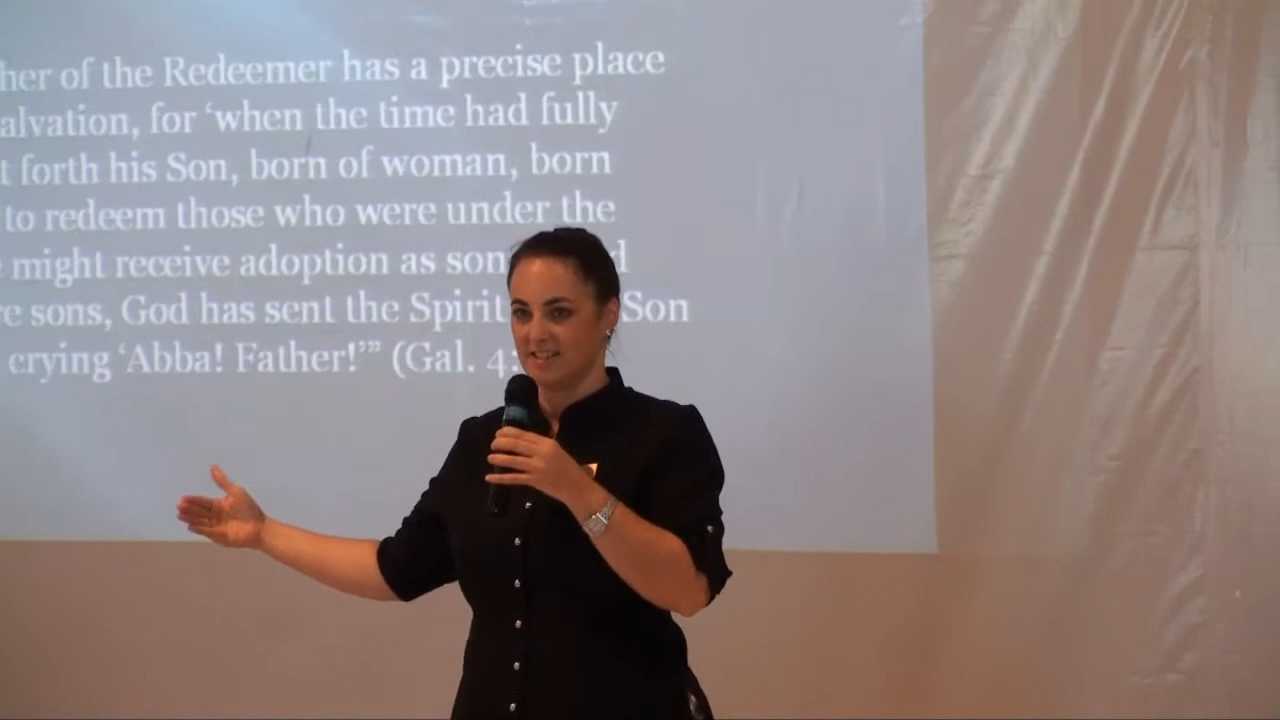 her of the Redeemer has a precise place
alvation, for ‘when the time had fully
t forth his Son, born of woman, born
to redeem those who were under the
might receive adoption as son d
re sons, God has sent the Spirit Son
crying ‘Abba! Father!’” (Gal. 4: